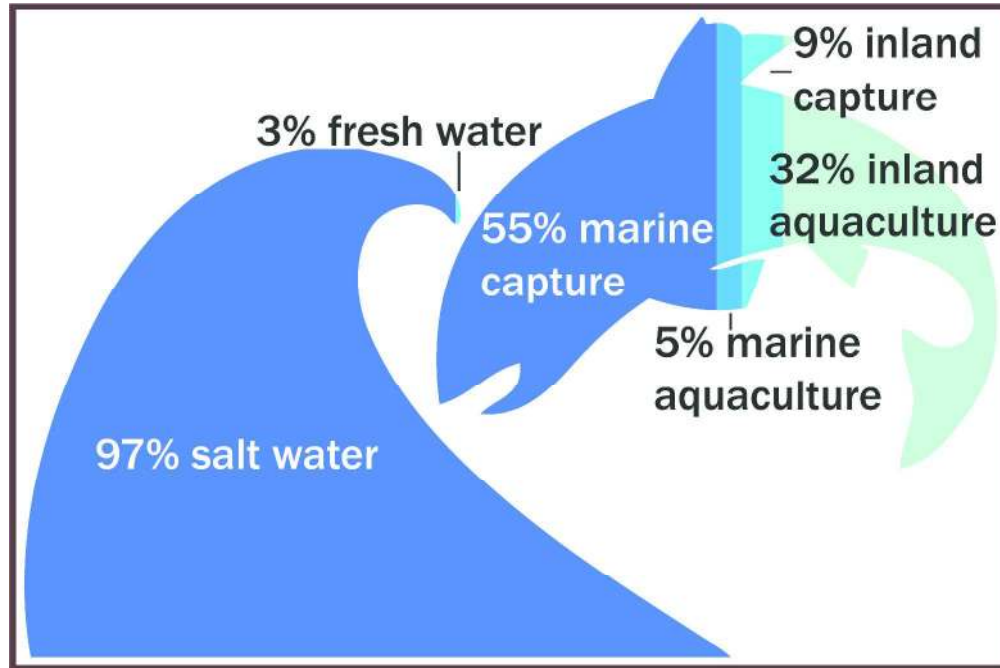 3% fresh water
97% salt water
55% marine
capture
9% inland
capture
32% inland
aquaculture
5% marine
aquaculture